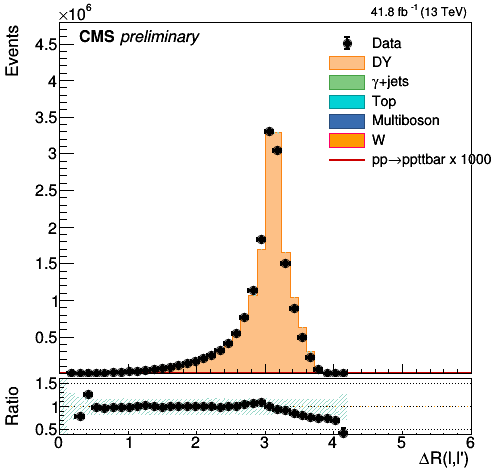 ×10⁶
41.8 fb⁻¹ (13 TeV)
Events
CMS preliminary
4.5
4
3.5
3
2.5
2
1.5
1
0.5
Data
DY
γ+jets
Top
Multiboson
W
pp→ppttbar x 1000
Ratio
1.5
1
0.5
0 1 2 3 4 5 6
ΔR(l,l')